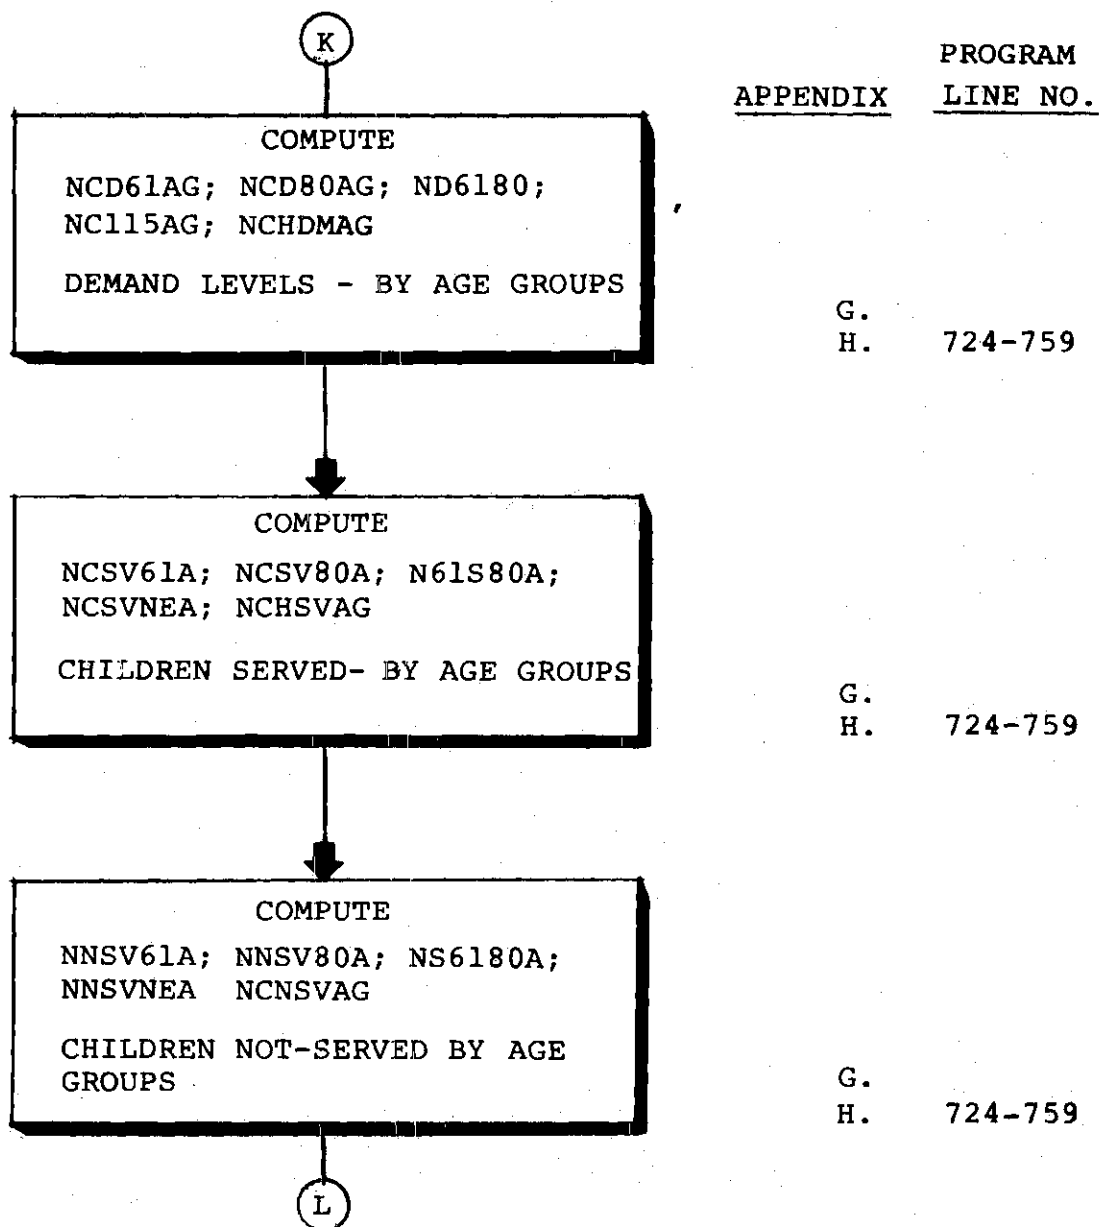 K
PROGRAM
APPENDIX LINE NO.
COMPUTE
NCD61AG; NCD80AG; ND6180;
NC115AG; NCHDMAG
,
DEMAND LEVELS - BY AGE GROUPS
G.
H. 724-759
COMPUTE
NCSV61A; NCSV80A; N61S80A;
NCSVNEA; NCHSVAG
CHILDREN SERVED- BY AGE GROUPS
G.
H. 724-759
COMPUTE
NNSV61A; NNSV80A; NS6180A;
NNSVNEA NCNSVAG
CHILDREN NOT-SERVED BY AGE
GROUPS
G.
H. 724-759
L